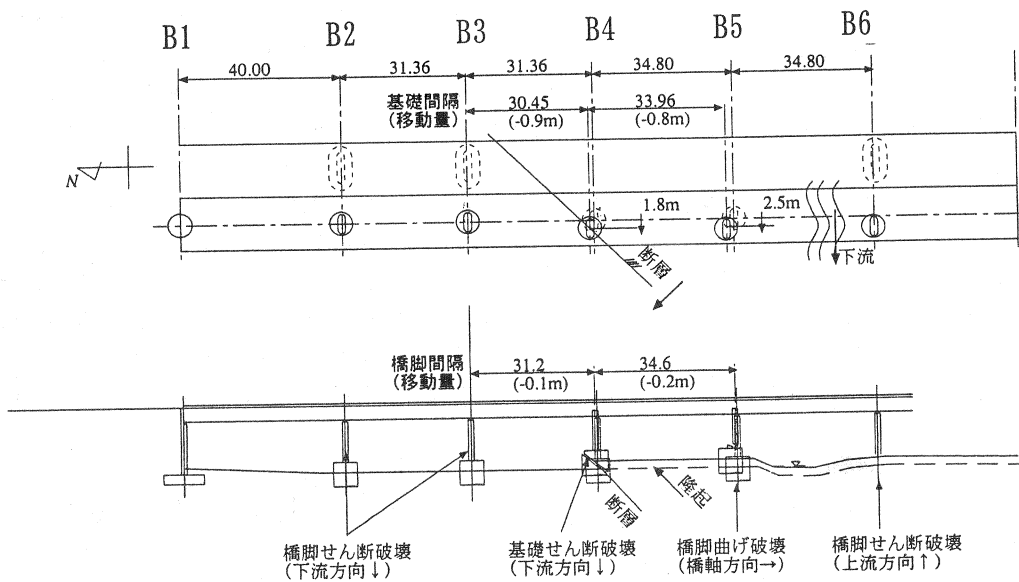 B1 B2 B3 B4 B5 B6
40.00 31.36 31.36 34.80 34.80
基礎間隔 30.45 33.96
(移動量) (-0.9m) (-0.8m)
N
1.8m 2.5m
断層
下流
橋脚間隔 31.2 34.6
(移動量) (-0.1m) (-0.2m)
隆起
断層
橋脚せん断破壊
(下流方向↓)
基礎せん断破壊
(下流方向↓)
橋脚曲げ破壊
(橋軸方向→)
橋脚せん断破壊
(上流方向↑)